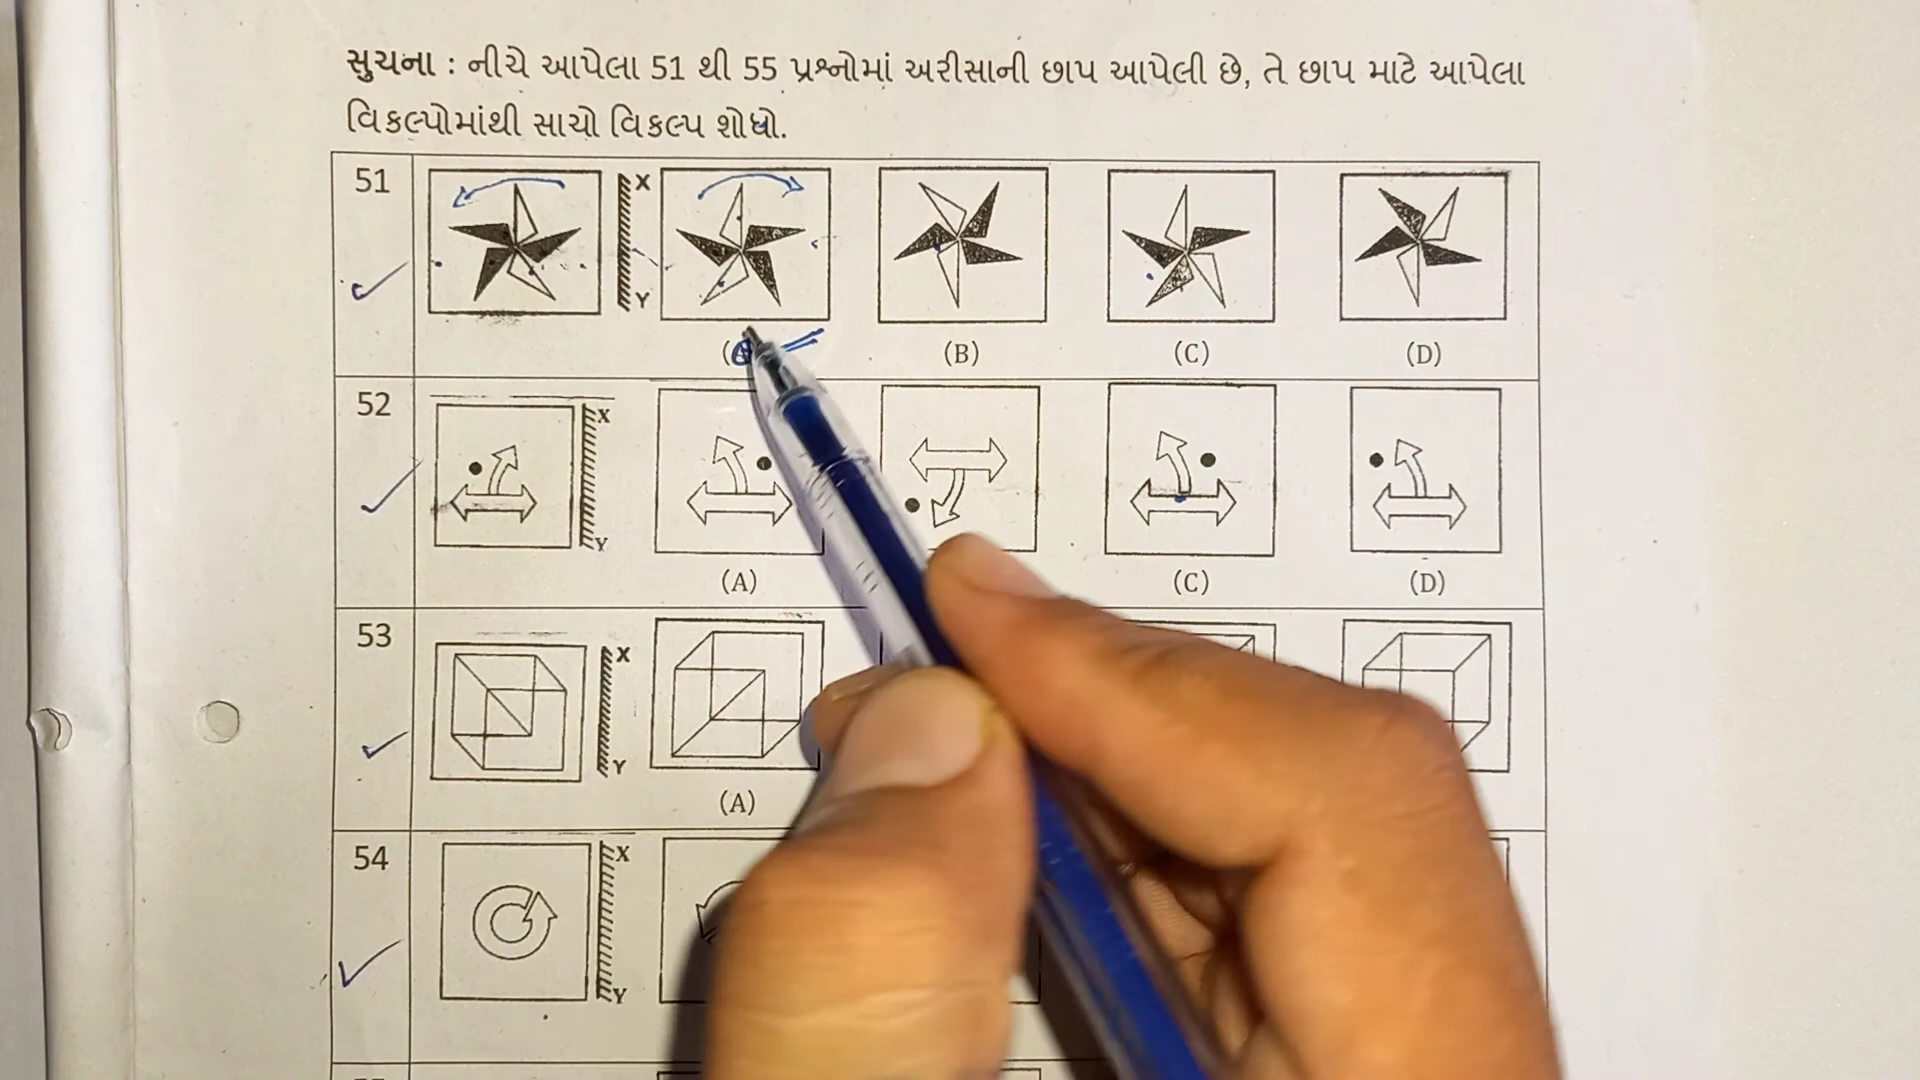 સુચના : નીચે આપેલા 51 થી 55 પ્રશ્નોમાં અરીસાની છાપ આપેલી છે, તે છાપ માટે આપેલા
વિકલ્પોમાંથી સાચો વિકલ્પ શોધો.
51
X
Y
(B)
(C)
(D)
52
X
Y
(A)
(C)
(D)
53
X
Y
(A)
54
X
Y